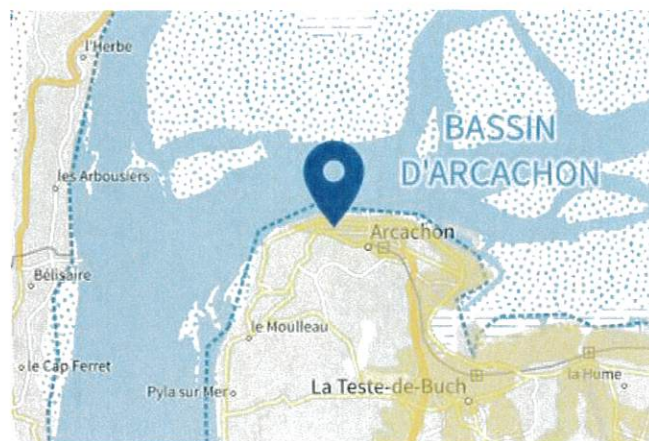 l'Herbe
BASSIN
D'ARCACHON
les Arbousiers
Arcachon
Bélisaire
le Moulleau
le Cap Ferret
Pyla sur Mer
La Teste-de-Buch
la Hume